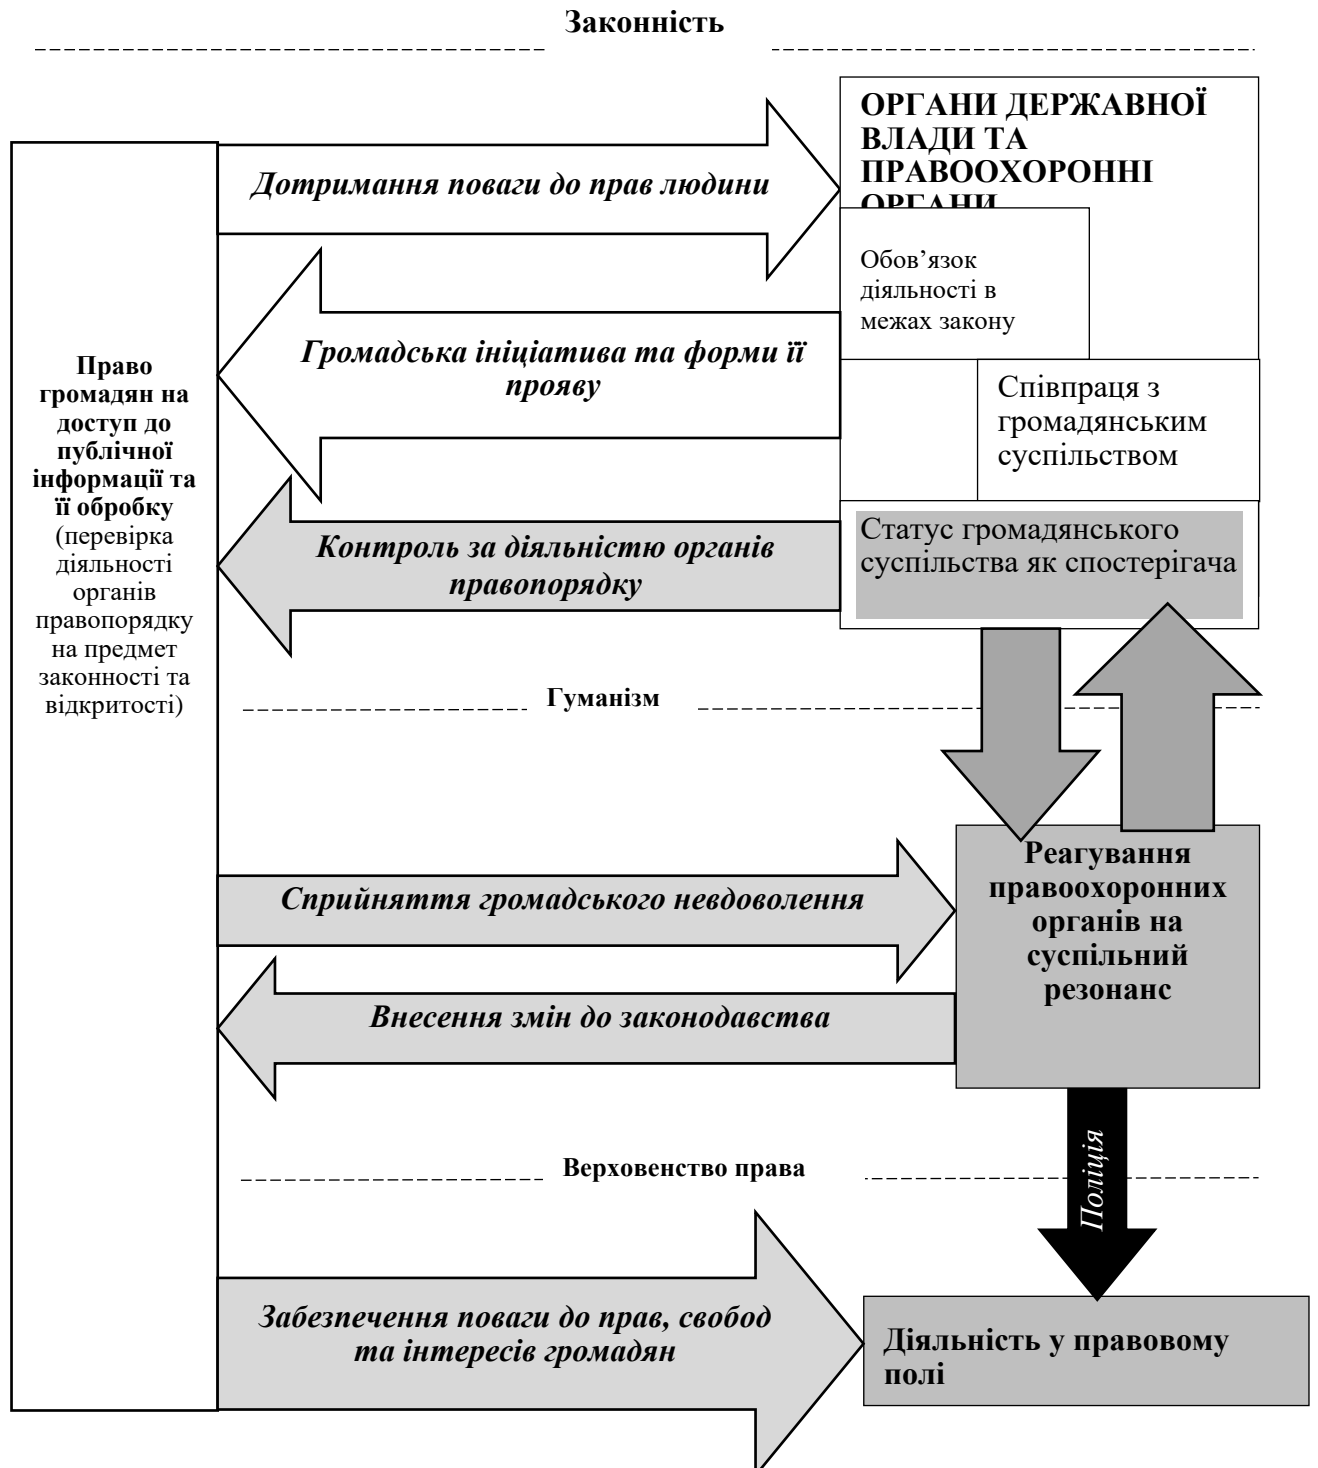 Законність
ОРГАНИ ДЕРЖАВНОЇ
ВЛАДИ ТА
ПРАВООХОРОННІ
ОРГАНИ
Дотримання поваги до прав людини
Обов’язок
діяльності в
межах закону
Громадська ініціатива та форми її
прояву
Право
громадян на
доступ до
публічної
інформації та
її обробку
(перевірка
діяльності
органів
правопорядку
на предмет
законності та
відкритості)
Співпраця з
громадянським
суспільством
Контроль за діяльністю органів
правопорядку
Статус громадянського
суспільства як спостерігача
Гуманізм
Сприйняття громадського невдоволення
Реагування
правоохоронних
органів на
суспільний
резонанс
Внесення змін до законодавства
Поліція
Верховенство права
Забезпечення поваги до прав, свобод
та інтересів громадян
Діяльність у правовому
полі